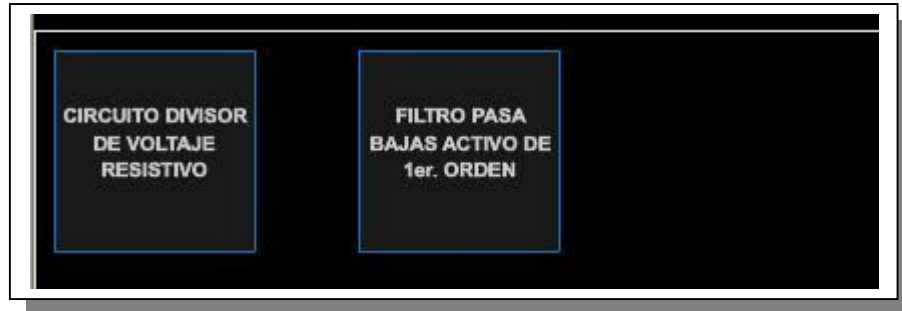 CIRCUITO DIVISOR
DE VOLTAJE
RESISTIVO
FILTRO PASA
BAJAS ACTIVO DE
1er. ORDEN